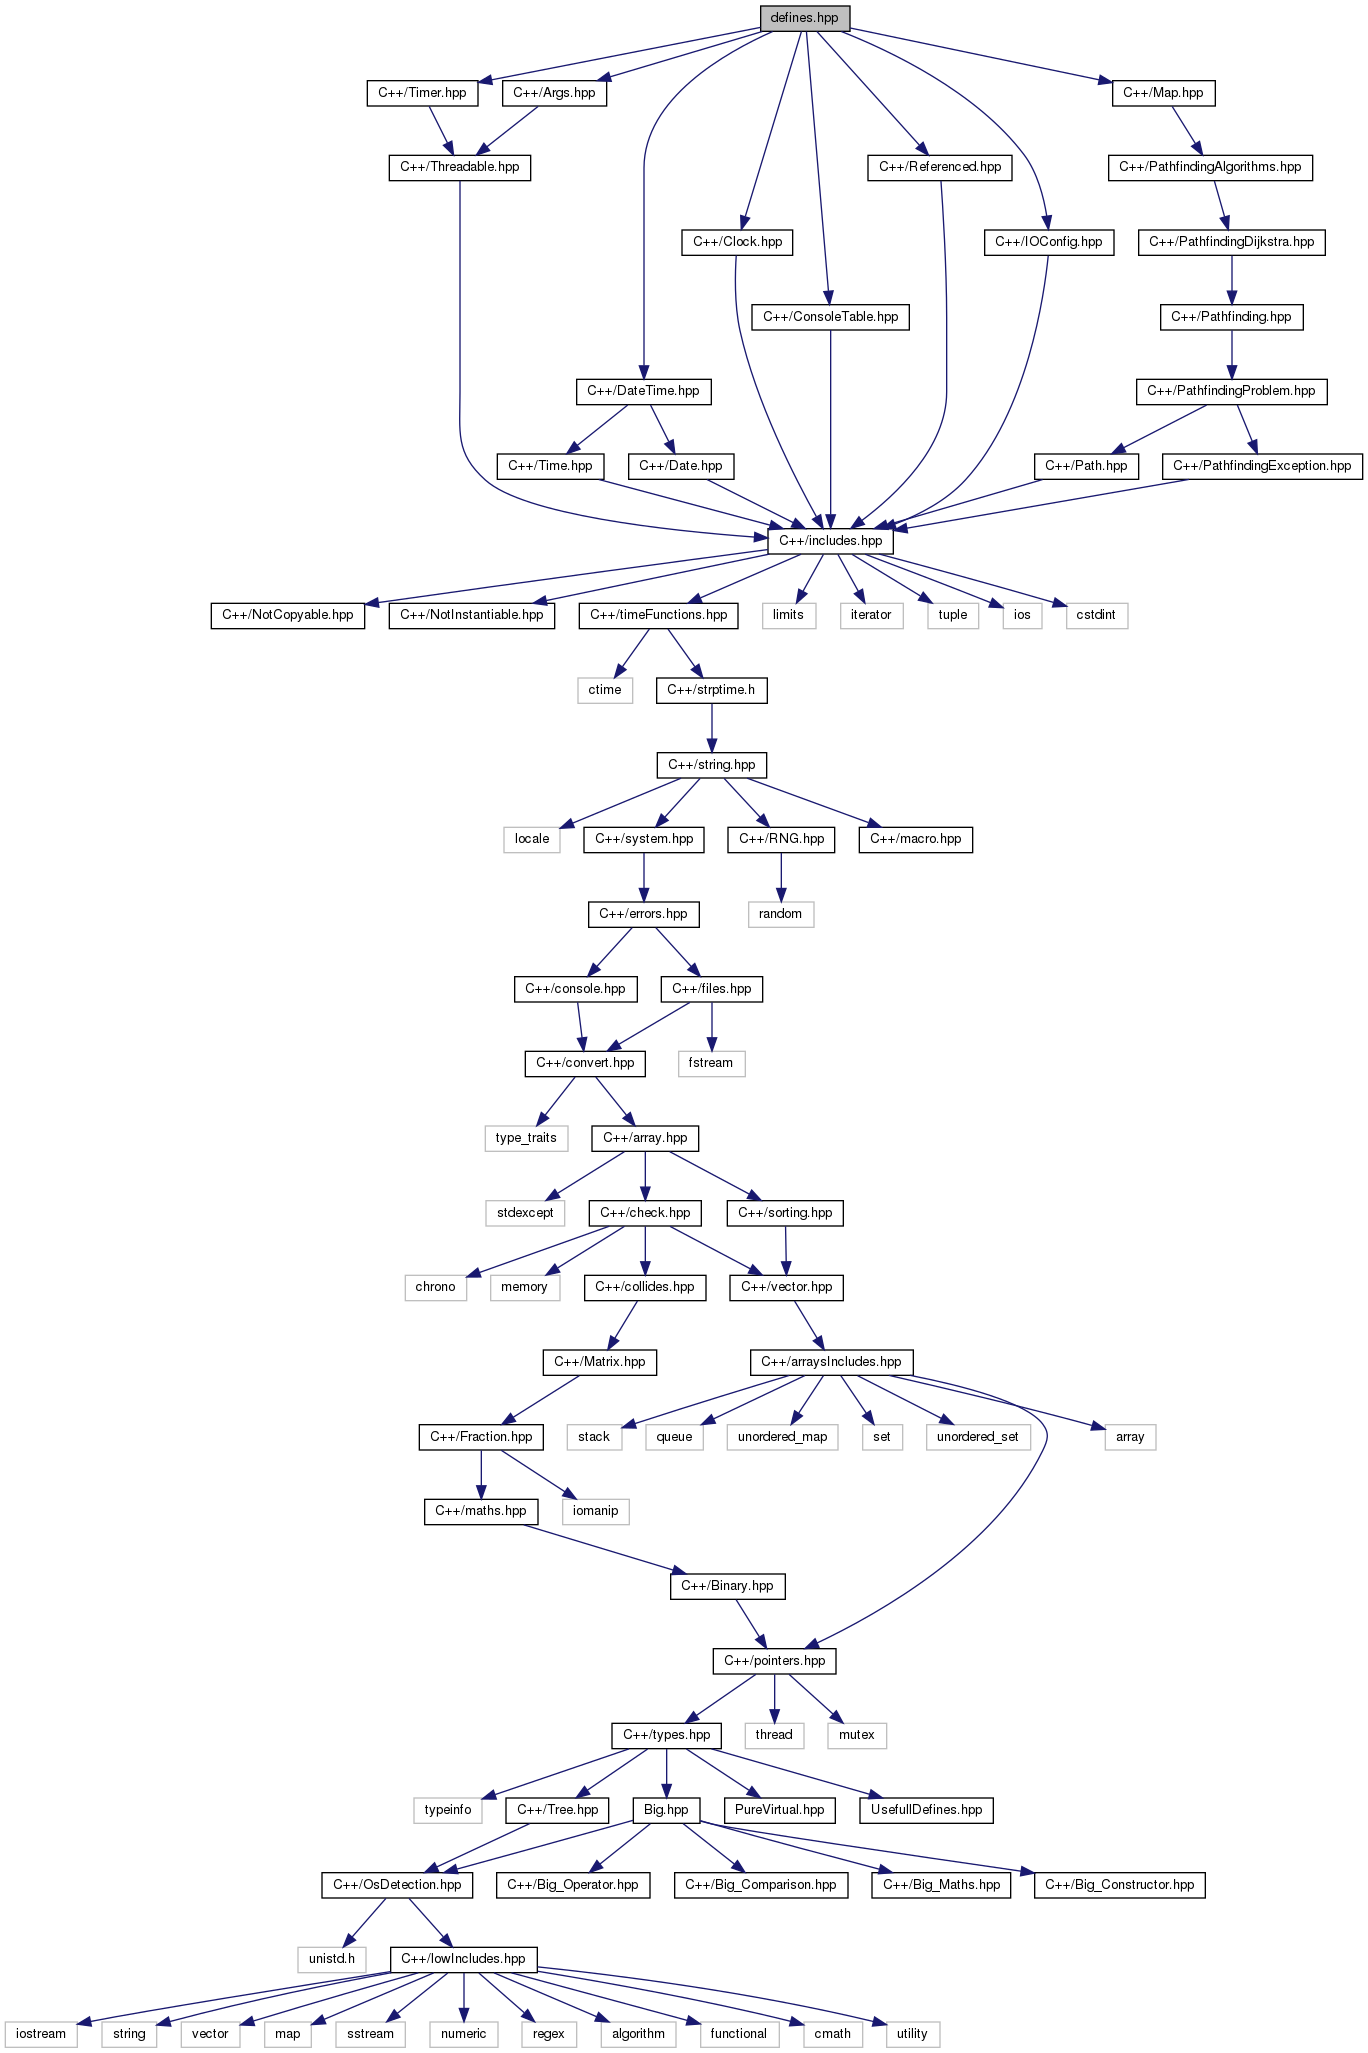 defines.hpp
C++/Timer.hpp
C++/Args.hpp
C++/Map.hpp
C++/Threadable.hpp
C++/Referenced.hpp
C++/PathfindingAlgorithms.hpp
C++/Clock.hpp
C++/IOConfig.hpp
C++/PathfindingDijkstra.hpp
C++/ConsoleTable.hpp
C++/Pathfinding.hpp
C++/DateTime.hpp
C++/PathfindingProblem.hpp
C++/Time.hpp
C++/Date.hpp
C++/Path.hpp
C++/PathfindingException.hpp
C++/includes.hpp
C++/NotCopyable.hpp
C++/NotInstantiable.hpp
C++/timeFunctions.hpp
limits
iterator
tuple
ios
cstdint
ctime
C++/strptime.h
C++/string.hpp
locale
C++/system.hpp
C++/RNG.hpp
C++/macro.hpp
C++/errors.hpp
random
C++/console.hpp
C++/files.hpp
C++/convert.hpp
fstream
type_traits
C++/array.hpp
stdexcept
C++/check.hpp
C++/sorting.hpp
chrono
memory
C++/collides.hpp
C++/vector.hpp
C++/Matrix.hpp
C++/arraysIncludes.hpp
C++/Fraction.hpp
stack
queue
unordered_map
set
unordered_set
array
C++/maths.hpp
iomanip
C++/Binary.hpp
C++/pointers.hpp
C++/types.hpp
thread
mutex
typeinfo
C++/Tree.hpp
Big.hpp
PureVirtual.hpp
UsefullDefines.hpp
C++/OsDetection.hpp
C++/Big_Operator.hpp
C++/Big_Comparison.hpp
C++/Big_Maths.hpp
C++/Big_Constructor.hpp
unistd.h
C++/lowIncludes.hpp
iostream
string
vector
map
sstream
numeric
regex
algorithm
functional
cmath
utility